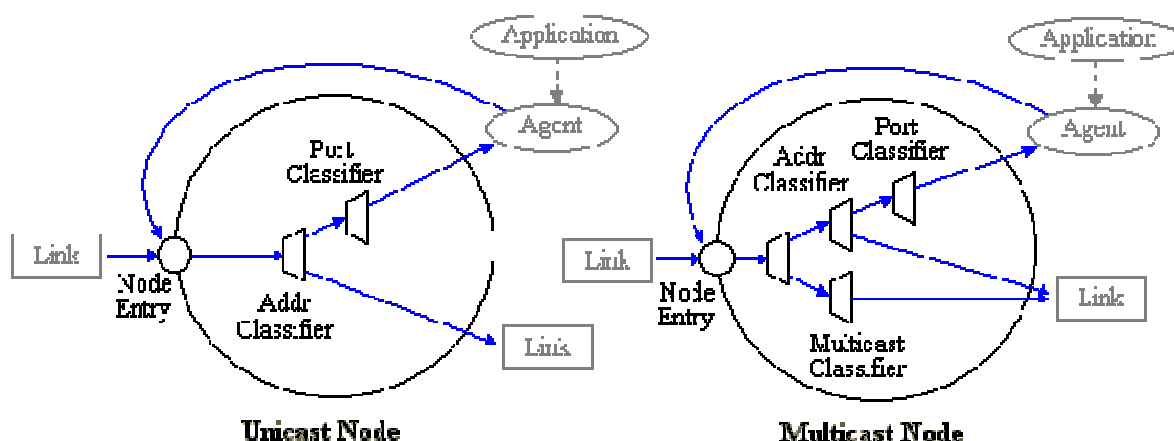 Application
Agent
Port
Classifier
Link
Node
Entry
Addr
Classifier
Link
Unicast Node
Application
Agent
Port
Classifier
Addr
Classifier
Link
Node
Entry
Link
Multicast
Classifier
Multicast Node